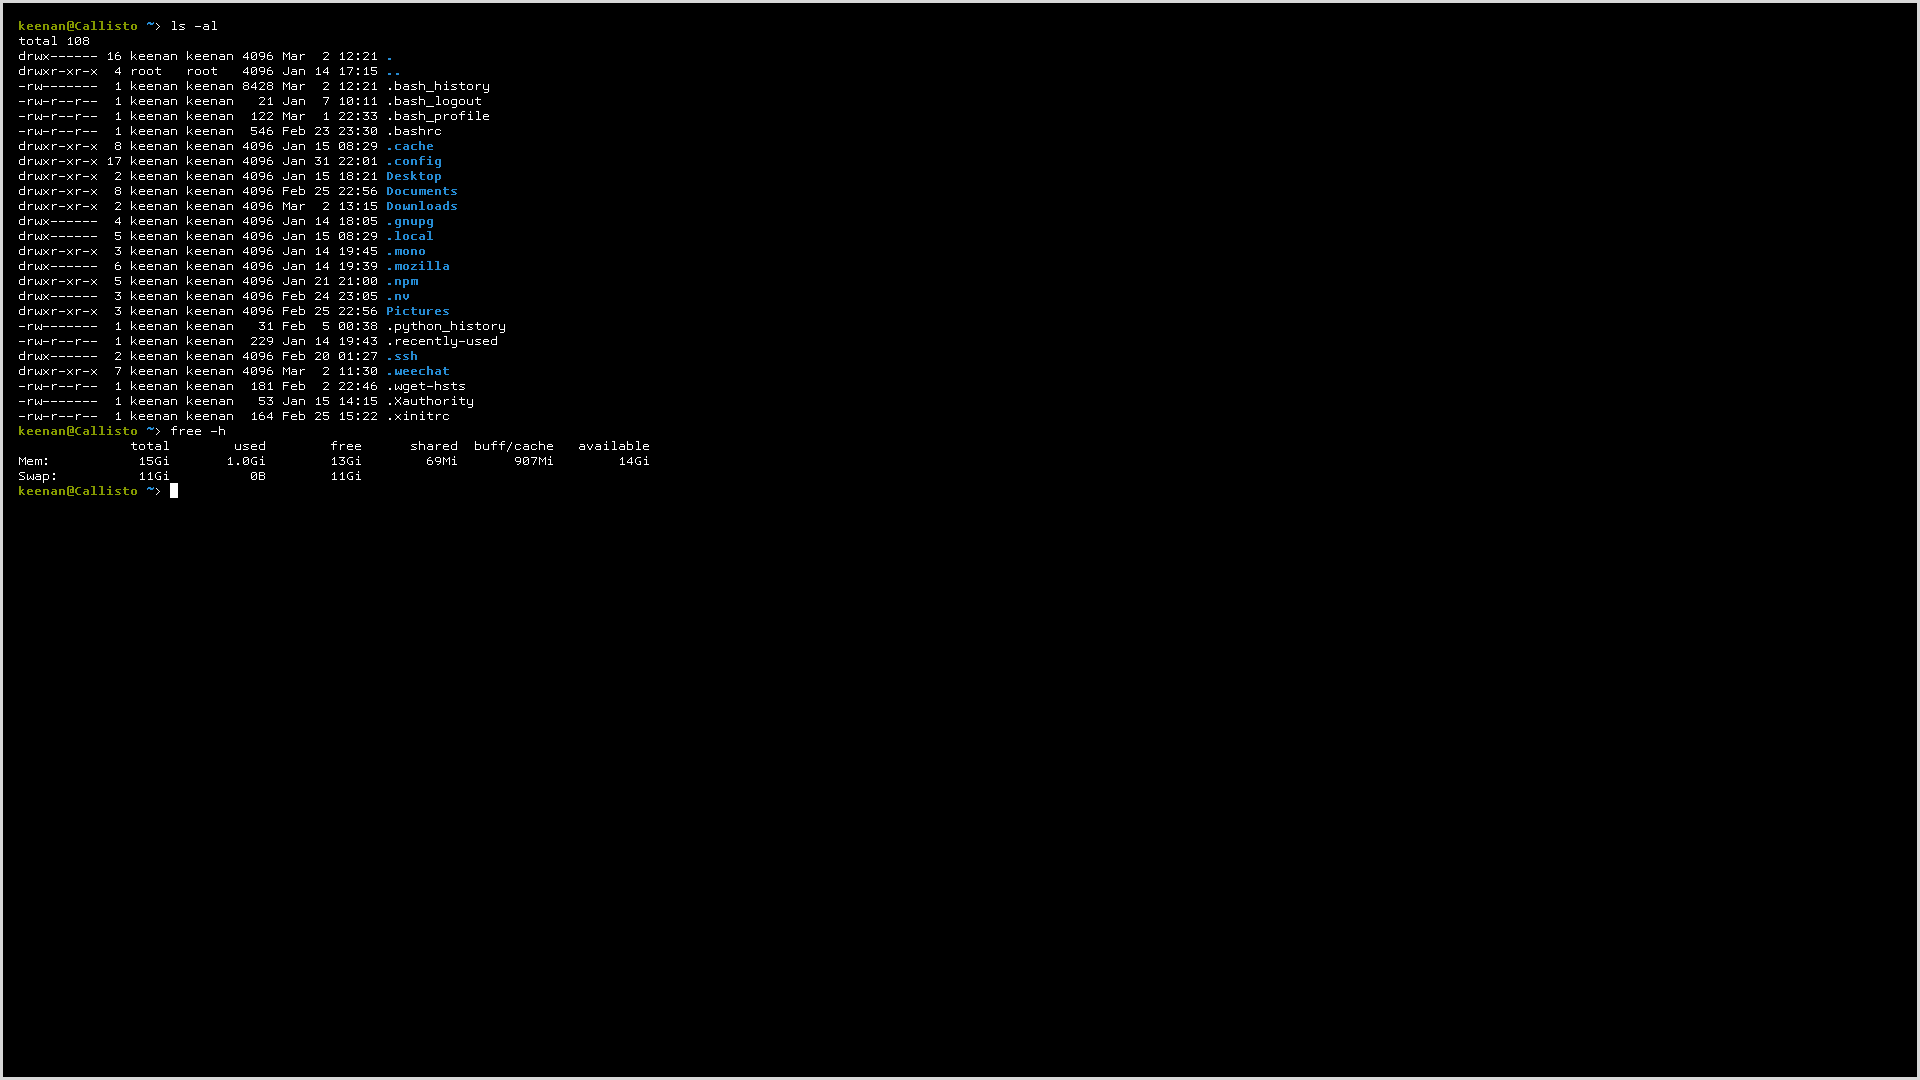 keenan@Callisto ~> ls -al
total 108
drwx------ 16 keenan keenan 4096 Mar  2 12:21 .
drwxr-xr-x  4 root   root   4096 Jan 14 17:15 ..
-rw-------  1 keenan keenan 8428 Mar  2 12:21 .bash_history
-rw-r--r--  1 keenan keenan   21 Jan  7 10:11 .bash_logout
-rw-r--r--  1 keenan keenan  122 Mar  1 22:33 .bash_profile
-rw-r--r--  1 keenan keenan  546 Feb 23 23:30 .bashrc
drwxr-xr-x  8 keenan keenan 4096 Jan 15 08:29 .cache
drwxr-xr-x 17 keenan keenan 4096 Jan 31 22:01 .config
drwxr-xr-x  2 keenan keenan 4096 Jan 15 18:21 Desktop
drwxr-xr-x  8 keenan keenan 4096 Feb 25 22:56 Documents
drwxr-xr-x  2 keenan keenan 4096 Mar  2 13:15 Downloads
drwx------  4 keenan keenan 4096 Jan 14 18:05 .gnupg
drwx------  5 keenan keenan 4096 Jan 15 08:29 .local
drwxr-xr-x  3 keenan keenan 4096 Jan 14 19:45 .mono
drwx------  6 keenan keenan 4096 Jan 14 19:39 .mozilla
drwxr-xr-x  5 keenan keenan 4096 Jan 21 21:00 .npm
drwx------  3 keenan keenan 4096 Feb 24 23:05 .nv
drwxr-xr-x  3 keenan keenan 4096 Feb 25 22:56 Pictures
-rw-------  1 keenan keenan   31 Feb  5 00:38 .python_history
-rw-r--r--  1 keenan keenan  229 Jan 14 19:43 .recently-used
drwx------  2 keenan keenan 4096 Feb 20 01:27 .ssh
drwxr-xr-x  7 keenan keenan 4096 Mar  2 11:30 .weechat
-rw-r--r--  1 keenan keenan  181 Feb  2 22:46 .wget-hsts
-rw-------  1 keenan keenan   53 Jan 15 14:15 .Xauthority
-rw-r--r--  1 keenan keenan  164 Feb 25 15:22 .xinitrc
keenan@Callisto ~> free -h
              total        used        free      shared  buff/cache   available
Mem:           15Gi       1.0Gi        13Gi        69Mi       907Mi        14Gi
Swap:          11Gi          0B        11Gi
keenan@Callisto ~>